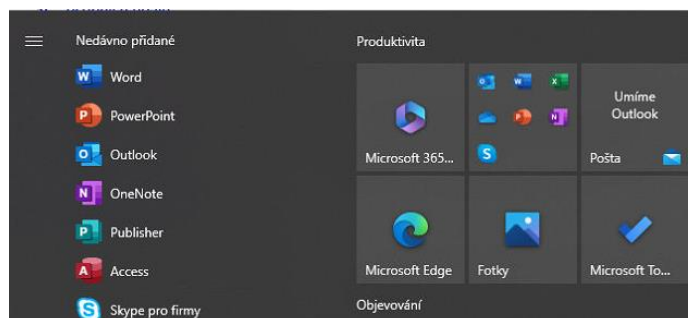 Nedávno přidané
Word
PowerPoint
Outlook
OneNote
Publisher
Access
Skype pro firmy
Produktivita
Microsoft 365...
Umíme
Outlook
Pošta
Microsoft Edge
Fotky
Microsoft To...
Objevování